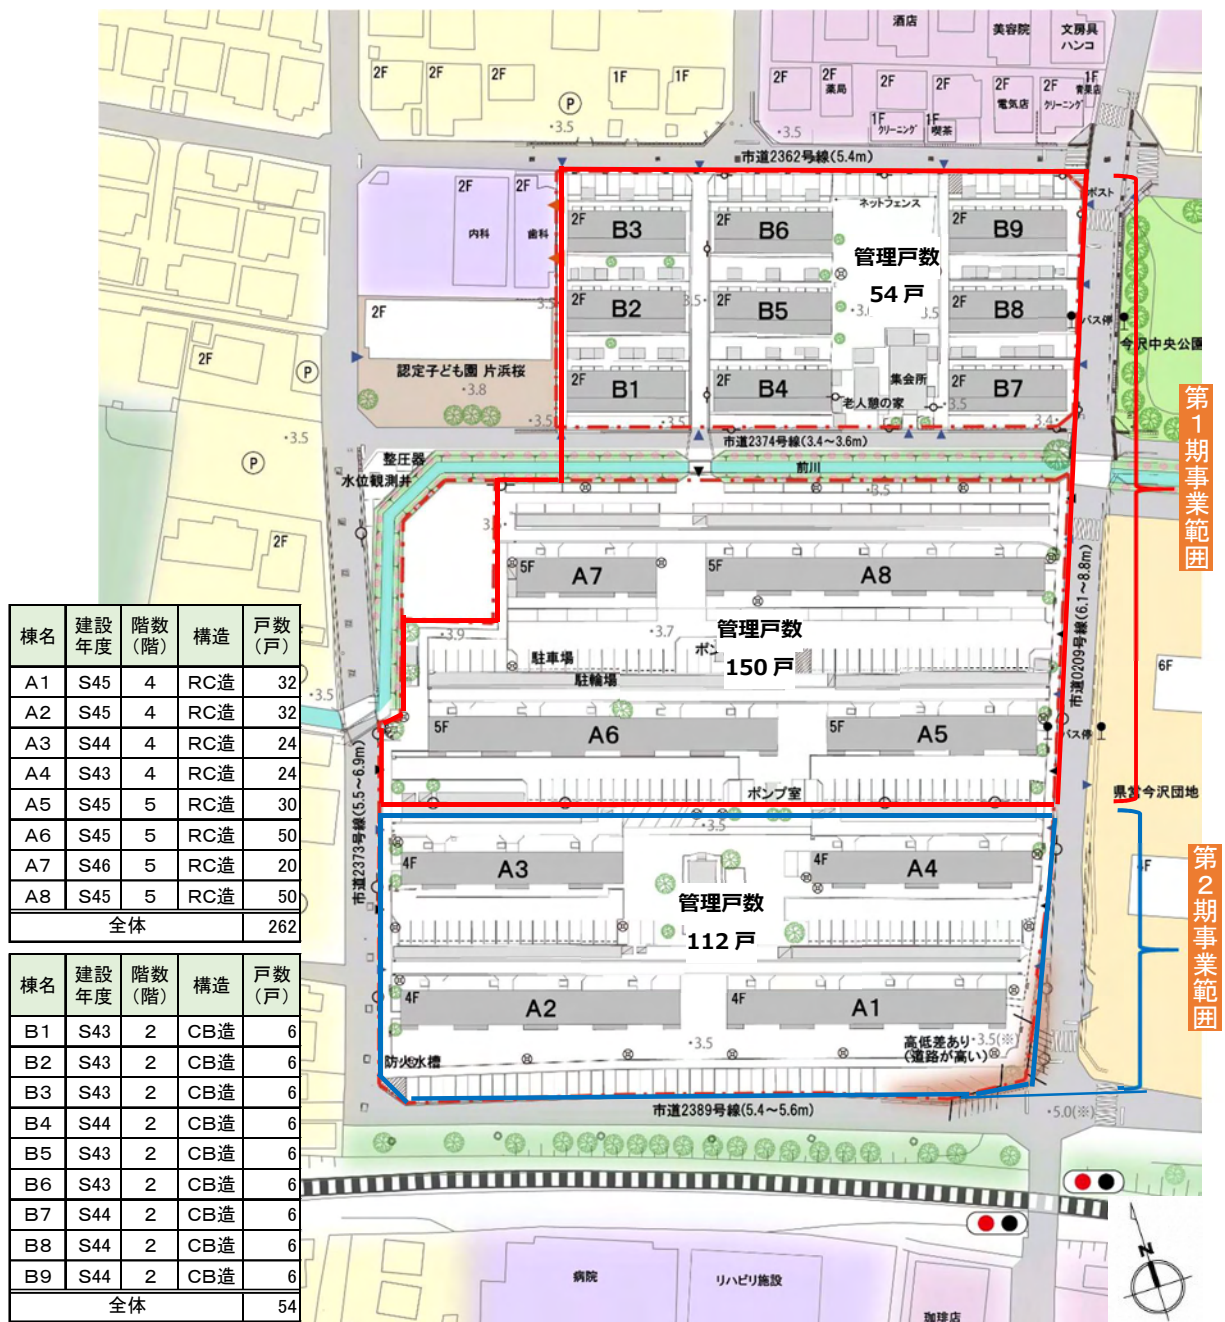 酒店
美容院
文房具
ハンコ
2F
2F
2F
1F
1F
2F
2F
薬局
2F
2F
2F
電気店
2F
クリーニング
1F
青果店
1F
クリーニング
1F
喫茶
P
・3.5
・3.5
市道2362号線(5.4m)
2F
内科
2F
歯科
ネットフェンス
ポスト
2F
B3
2F
B6
2F
B9
管理戸数
54戸
2F
B2
2F
B5
2F
B8
バス停
今沢中央公園
2F
認定子ども園 片浜桜
・3.8
2F
P
2F
B1
2F
B4
集会所
老人憩の家
2F
B7
・3.5
・3.5
・3.5
3.4・
・3.5
P
市道2374号線(3.4～3.6m)
整圧器
水位観測井
前川
・3.5
第1期事業範囲
2F
5F
A7
5F
A8
・3.9
・3.7
管理戸数
150戸
駐車場
駐輪場
市道0209号線(6.1～8.8m)
6F
・3.5
5F
A6
5F
A5
バス停
市道2373号線(5.5～6.9m)
ポンプ室
県営今沢団地
・3.5
4F
A3
4F
A4
4F
管理戸数
112戸
第2期事業範囲
4F
A2
4F
A1
・3.5
高低差あり
(道路が高い)
・3.5(※)
防火水槽
市道2389号線(5.4～5.6m)
・5.0(※)
病院
リハビリ施設
珈琲店
N
棟名 建設年度 階数（階） 構造 戸数（戸）
A1 S45 4 RC造 32
A2 S45 4 RC造 32
A3 S44 4 RC造 24
A4 S43 4 RC造 24
A5 S45 5 RC造 30
A6 S45 5 RC造 50
A7 S46 5 RC造 20
A8 S45 5 RC造 50
全体 262
棟名 建設年度 階数（階） 構造 戸数（戸）
B1 S43 2 CB造 6
B2 S43 2 CB造 6
B3 S43 2 CB造 6
B4 S44 2 CB造 6
B5 S43 2 CB造 6
B6 S43 2 CB造 6
B7 S44 2 CB造 6
B8 S44 2 CB造 6
B9 S44 2 CB造 6
全体 54